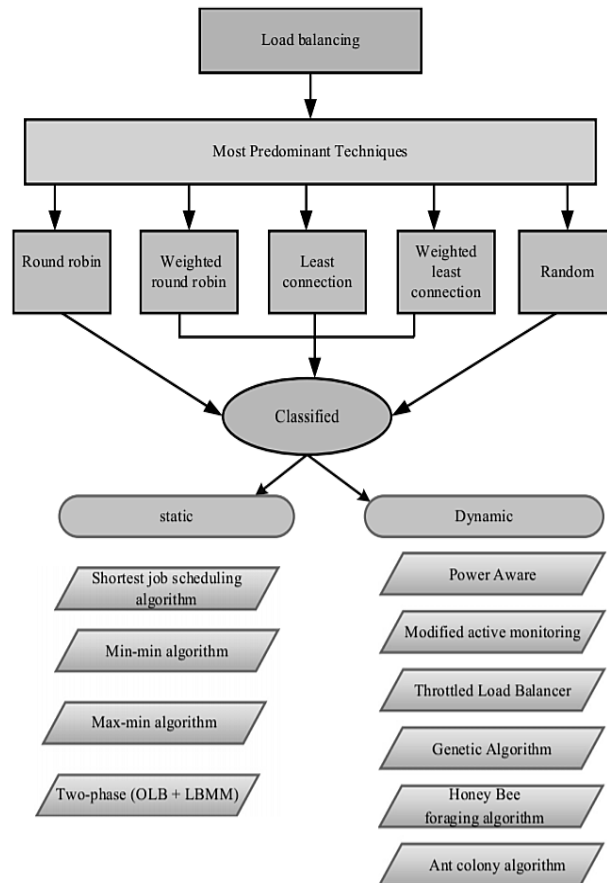 Load balancing
Most Predominant Techniques
Round robin
Weighted
round robin
Least
connection
Weighted
least
connection
Random
Classified
static
Shortest job scheduling
algorithm
Min-min algorithm
Max-min algorithm
Two-phase (OLB + LBMM)
Dynamic
Power Aware
Modified active monitoring
Throttled Load Balancer
Genetic Algorithm
Honey Bee
foraging algorithm
Ant colony algorithm